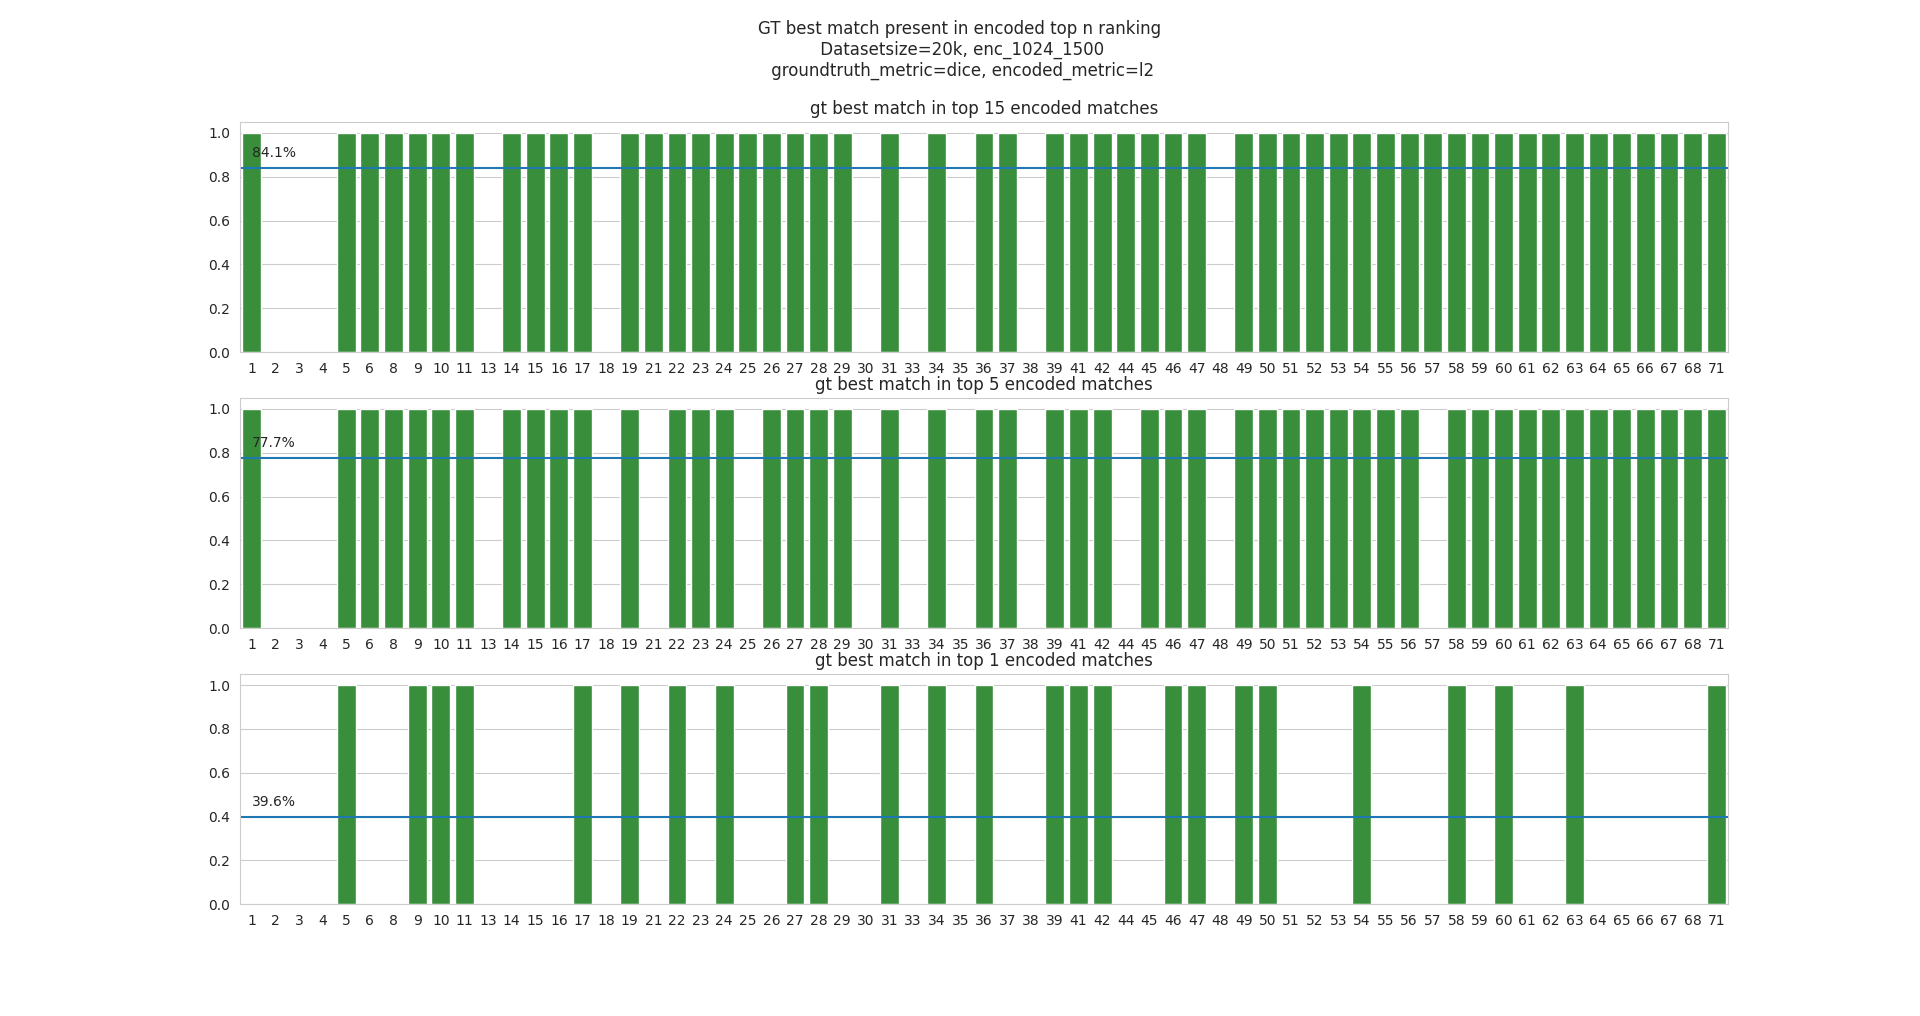 GT best match present in encoded top n ranking
Datasetsize=20k, enc_1024_1500
groundtruth_metric=dice, encoded_metric=l2
gt best match in top 15 encoded matches
1.0
84.1%
0.8
0.6
0.4
0.2
0.0
1 2 3 4 5 6 8 9 10 11 13 14 15 16 17 18 19 21 22 23 24 25 26 27 28 29 30 31 33 34 35 36 37 38 39 41 42 44 45 46 47 48 49 50 51 52 53 54 55 56 57 58 59 60 61 62 63 64 65 66 67 68 71
gt best match in top 5 encoded matches
1.0
77.7%
0.8
0.6
0.4
0.2
0.0
1 2 3 4 5 6 8 9 10 11 13 14 15 16 17 18 19 21 22 23 24 25 26 27 28 29 30 31 33 34 35 36 37 38 39 41 42 44 45 46 47 48 49 50 51 52 53 54 55 56 57 58 59 60 61 62 63 64 65 66 67 68 71
gt best match in top 1 encoded matches
1.0
0.8
0.6
39.6%
0.4
0.2
0.0
1 2 3 4 5 6 8 9 10 11 13 14 15 16 17 18 19 21 22 23 24 25 26 27 28 29 30 31 33 34 35 36 37 38 39 41 42 44 45 46 47 48 49 50 51 52 53 54 55 56 57 58 59 60 61 62 63 64 65 66 67 68 71